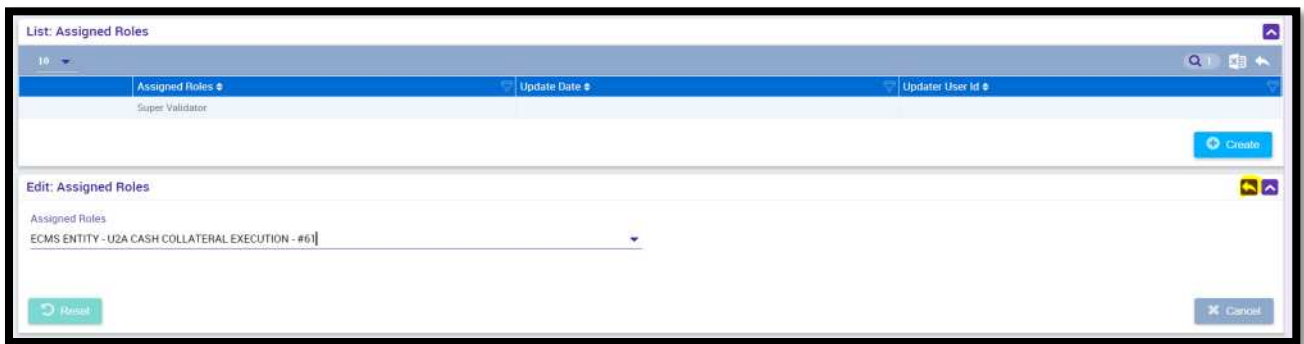 List: Assigned Roles
10
1
Assigned Roles Update Date Updater User Id
Super Validator
Create
Edit: Assigned Roles
Assigned Roles
ECMS ENTITY - U2A CASH COLLATERAL EXECUTION - #61
Reset Cancel